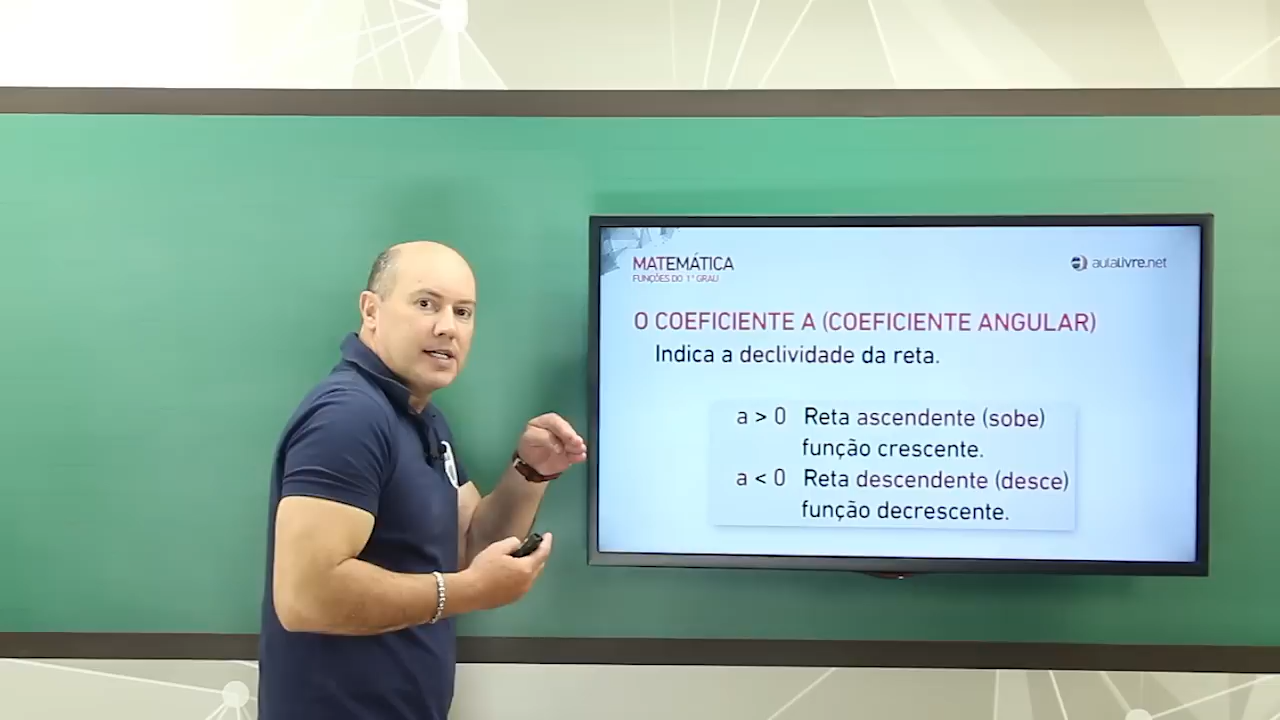 MATEMÁTICA
FUNÇÕES DO 1º GRAU
aulalivre.net
O COEFICIENTE A (COEFICIENTE ANGULAR)
Indica a declividade da reta.
a > 0 Reta ascendente (sobe)
função crescente.
a < 0 Reta descendente (desce)
função decrescente.